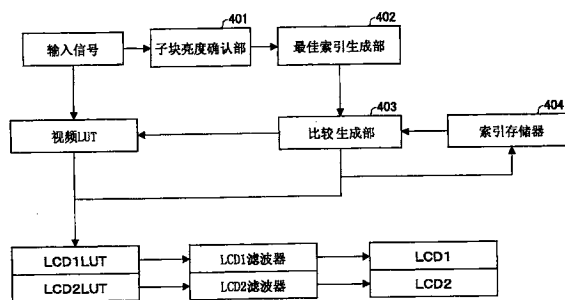 401
402
输入信号
子块亮度确认部
最佳索引生成部
403
404
视频LUT
比较生成部
索引存储器
LCD1LUT
LCD1滤波器
LCD1
LCD2LUT
LCD2滤波器
LCD2